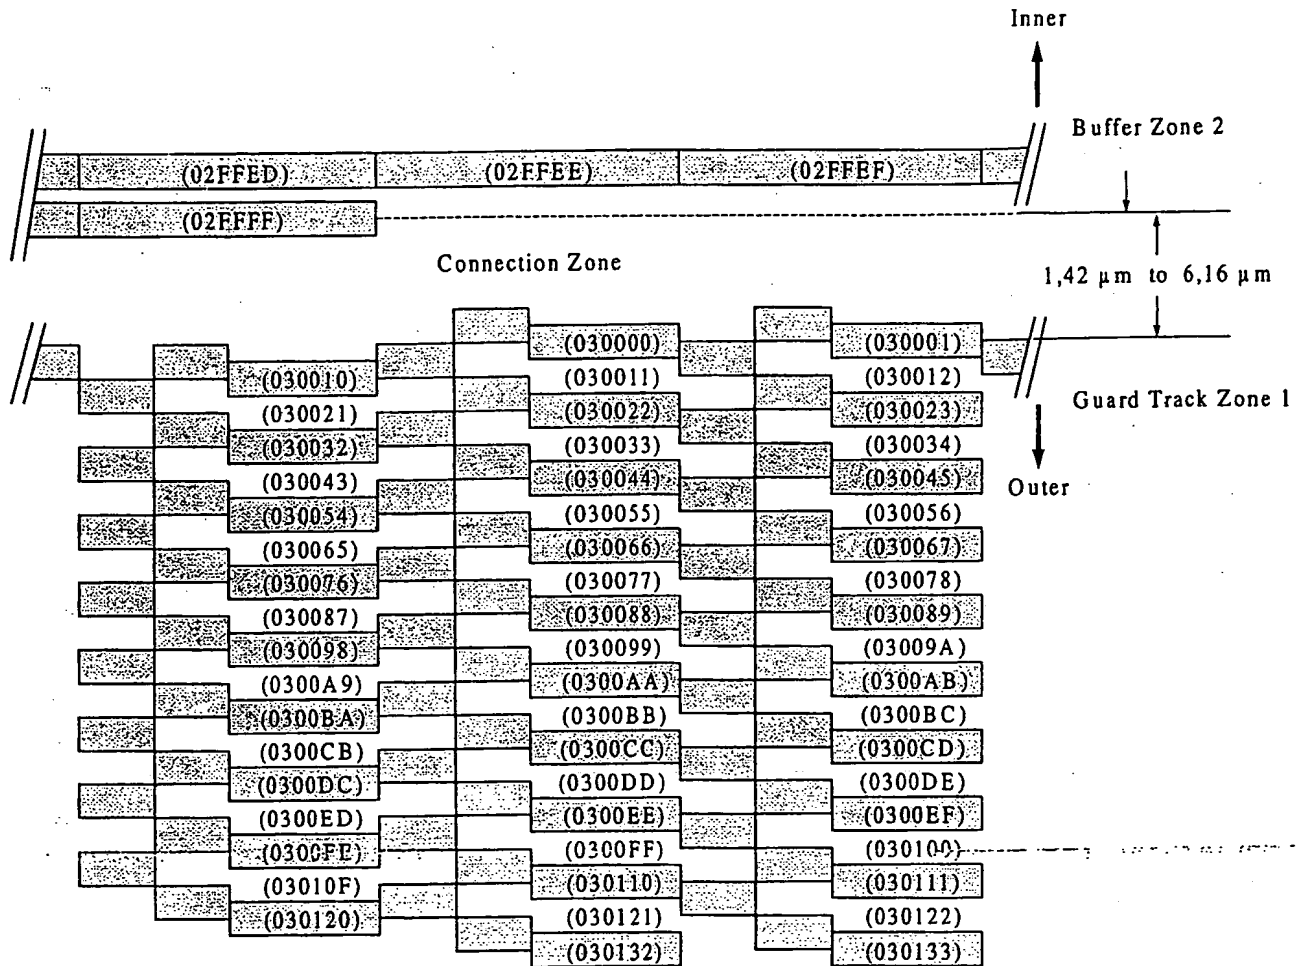 Inner
Buffer Zone 2
(02FFED) (02FFEE) (02FFEF)
(02FFFF)
Connection Zone
1,42 µm to 6,16 µm
(030000) (030001)
(030010) (030011) (030012)
(030021) (030022) (030023)
Guard Track Zone 1
(030032) (030033) (030034)
(030043) (030044) (030045)
Outer
(030054) (030055) (030056)
(030065) (030066) (030067)
(030076) (030077) (030078)
(030087) (030088) (030089)
(030098) (030099) (03009A)
(0300A9) (0300AA) (0300AB)
(0300BA) (0300BB) (0300BC)
(0300CB) (0300CC) (0300CD)
(0300DC) (0300DD) (0300DE)
(0300ED) (0300EE) (0300EF)
(0300FE) (0300FF) (030100)
(03010F) (030110) (030111)
(030120) (030121) (030122)
(030132) (030133)